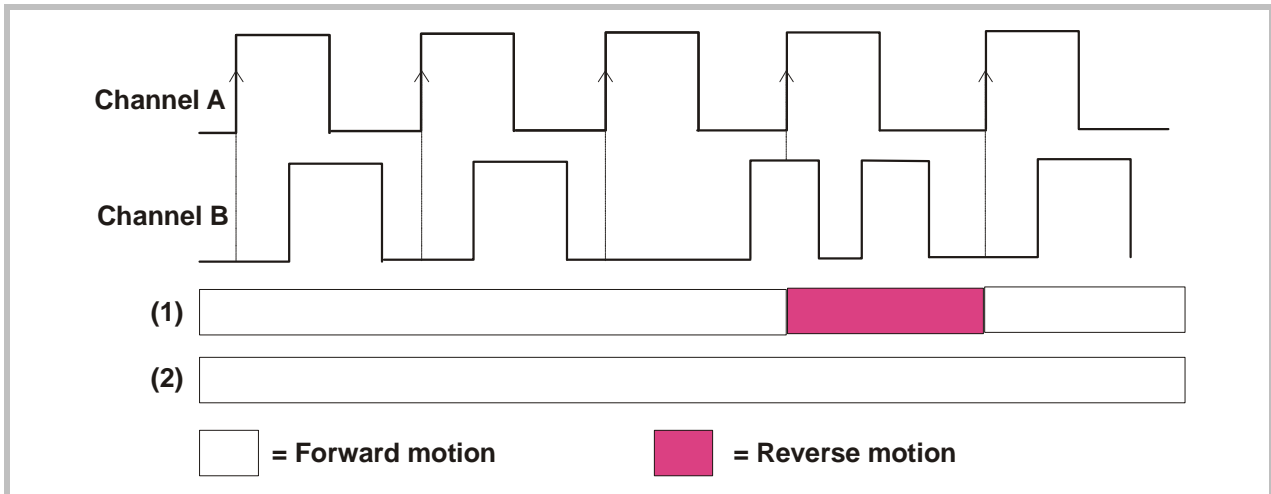 Channel A
Channel B
(1)
(2)
= Forward motion
= Reverse motion